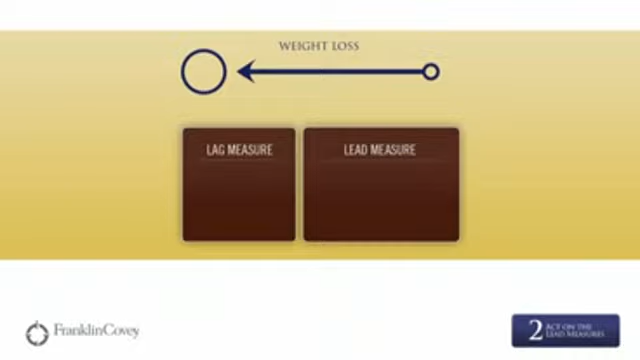 WEIGHT LOSS
LAG MEASURE
LEAD MEASURE
FranklinCovey
2 ACT ON THE
LEAD MEASURES